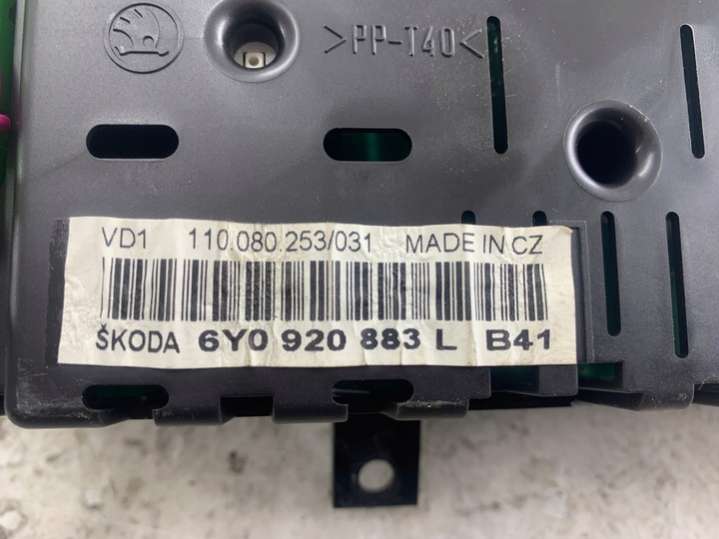 >PP-T40<
VD1 110.080.253/031 MADE IN CZ
ŠKODA 6Y0 920 883 L B41